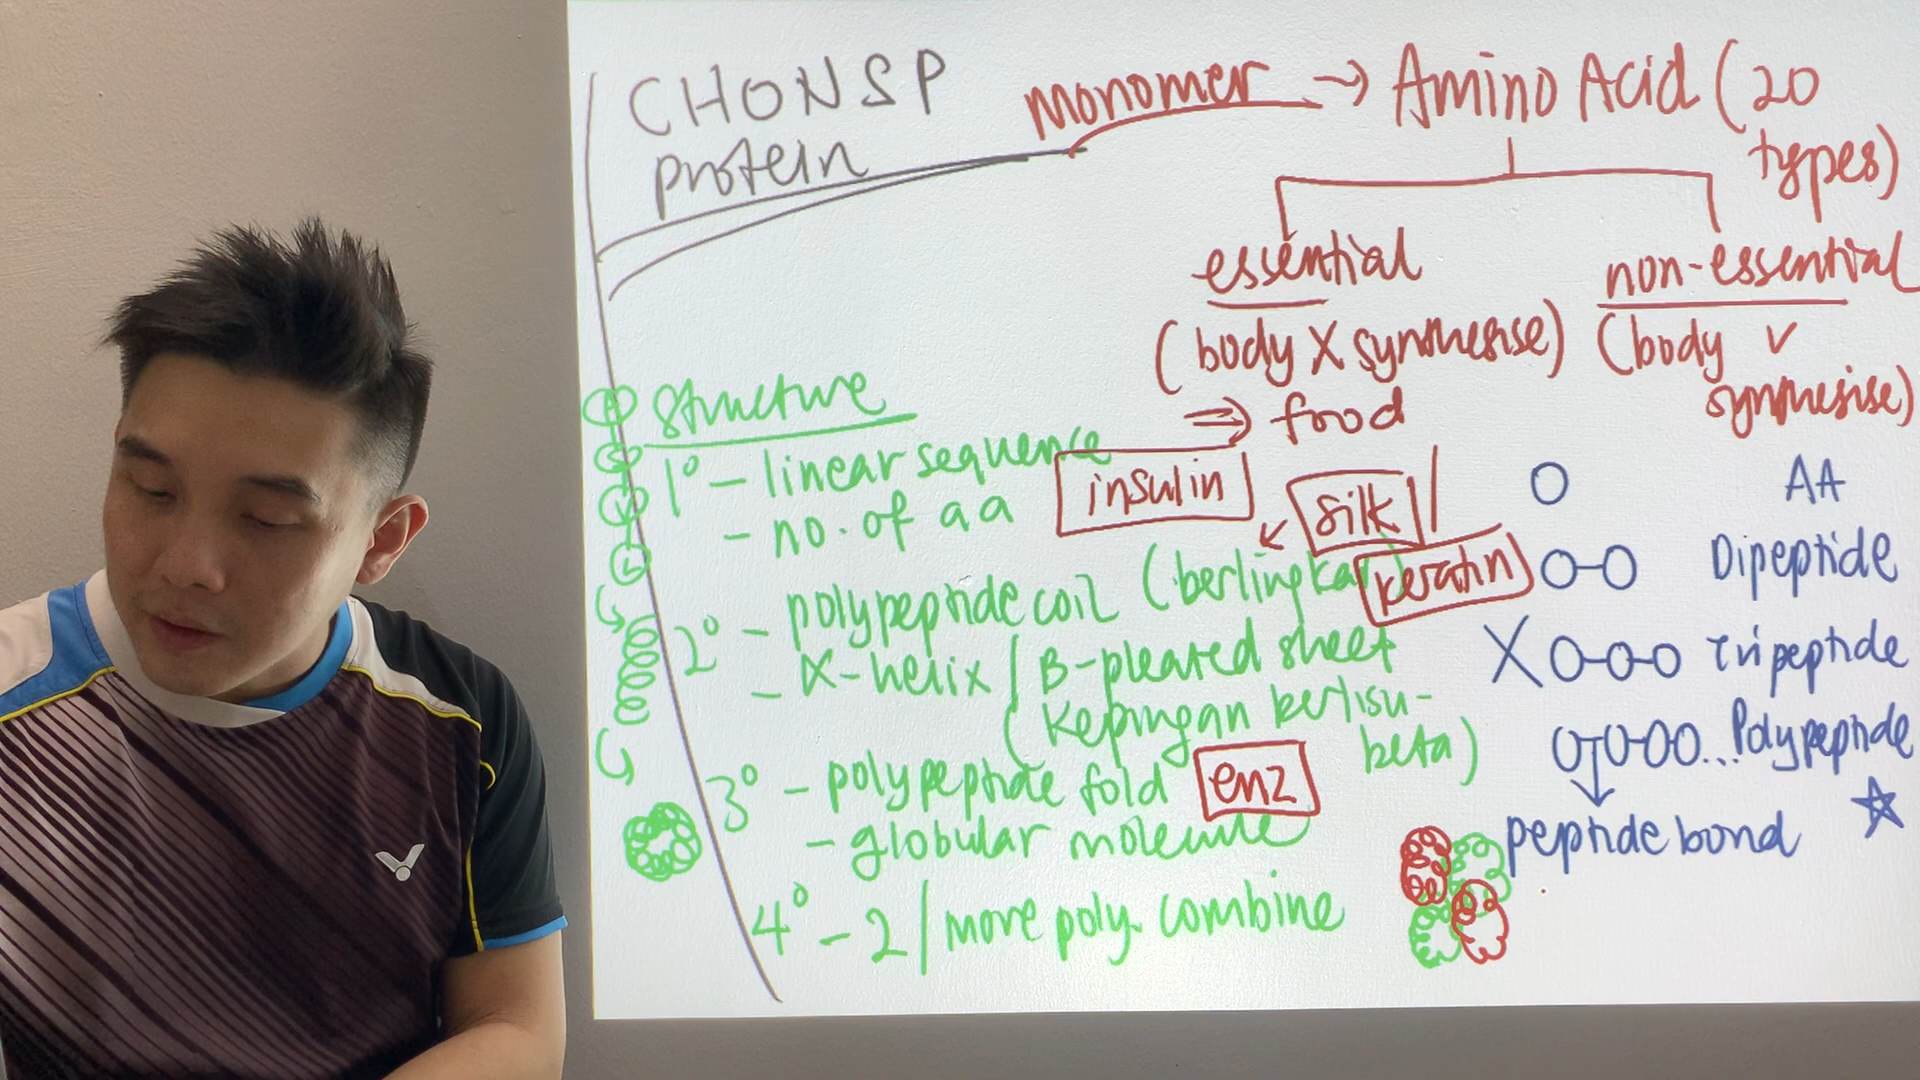 CHONSP
protein
monomer → Amino Acid (20
types)
essential
(body X synthesise)
⇒ food
non-essential
(body ✓
synthesise)
Structure
1° - linear sequence
- no. of aa
insulin
silk
keratin
2° - polypeptide coil (berlingkar)
- α-helix / B-pleated sheet
(Kepingan berlisu-
beta)
3° - polypeptide fold
enz
- globular molecule
4° - 2/more poly. combine
O AA
O-O Dipeptide
X O-O-O Tripeptide
O-O-O-O... Polypeptide
peptide bond